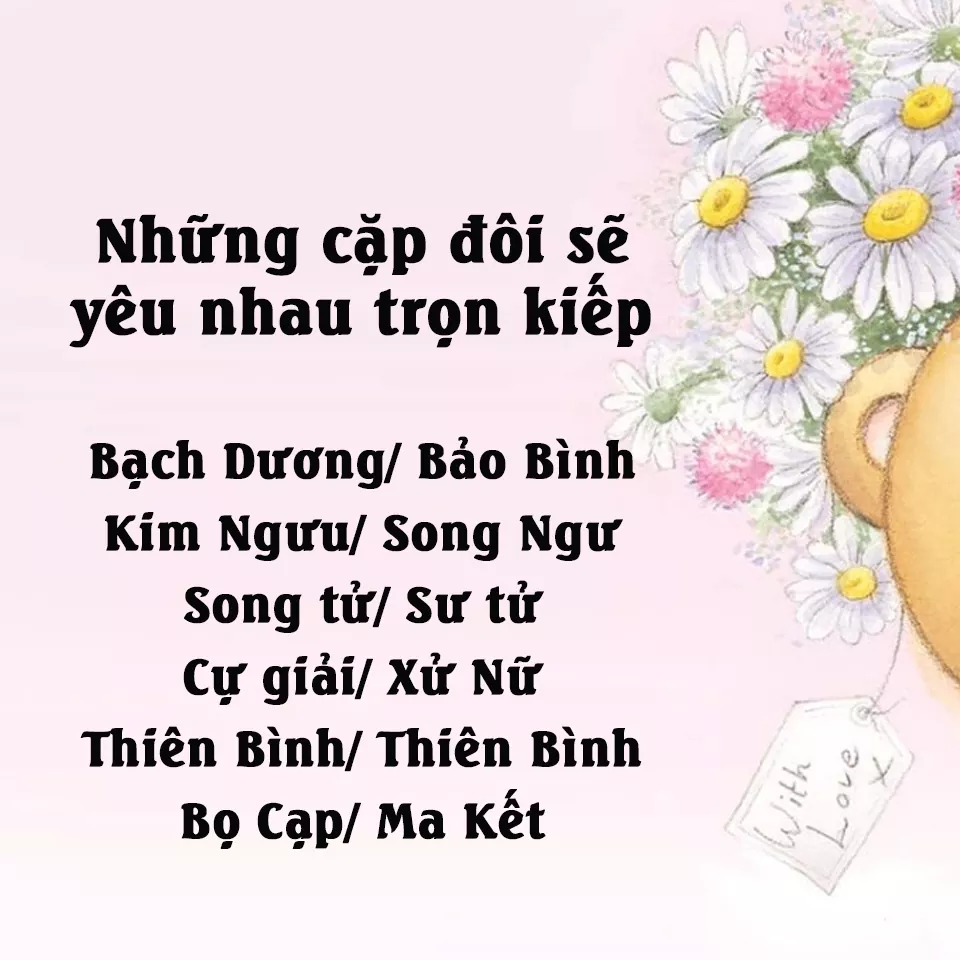 Những cặp đôi sẽ
yêu nhau trọn kiếp
Bạch Dương/ Bảo Bình
Kim Ngưu/ Song Ngư
Song tử/ Sư tử
Cự giải/ Xử Nữ
Thiên Bình/ Thiên Bình
Bọ Cạp/ Ma Kết
With
Love
x